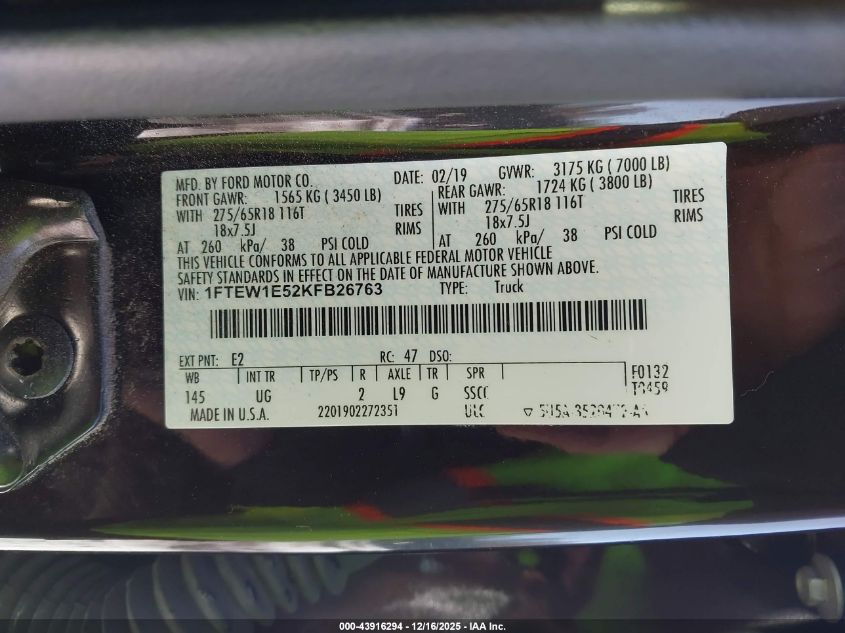 MFD. BY FORD MOTOR CO. DATE: 02/19 GVWR: 3175 KG ( 7000 LB)
FRONT GAWR: 1565 KG ( 3450 LB) REAR GAWR: 1724 KG ( 3800 LB)
WITH 275/65R18 116T TIRES WITH 275/65R18 116T TIRES
18x7.5J RIMS 18x7.5J RIMS
AT 260 kPa/ 38 PSI COLD AT 260 kPa/ 38 PSI COLD
THIS VEHICLE CONFORMS TO ALL APPLICABLE FEDERAL MOTOR VEHICLE
SAFETY STANDARDS IN EFFECT ON THE DATE OF MANUFACTURE SHOWN ABOVE.
VIN: 1FTEW1E52KFB26763 TYPE: Truck
EXT PNT: E2 RC: 47 DSO:
WB INT TR TP/PS R AXLE TR SPR F0132
145 UG 2 L9 G
MADE IN U.S.A. 2201902272351
000-43916294 - 12/16/2025 - IAA Inc.